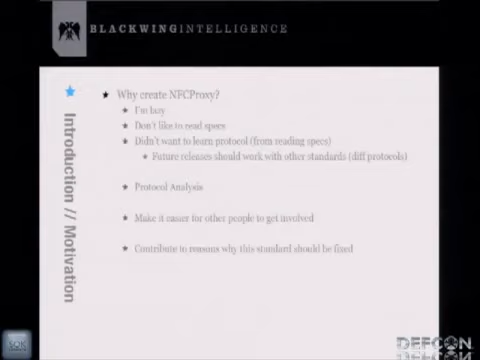 BLACKWINGINTELLIGENCE
Introduction // Motivation
Why create NFCProxy?
I'm lazy
Don't like to read specs
Didn't want to learn protocol (from reading specs)
Future releases should work with other standards (diff protocols)
Protocol Analysis
Make it easier for other people to get involved
Contribute to reasons why this standard should be fixed
DEFCON